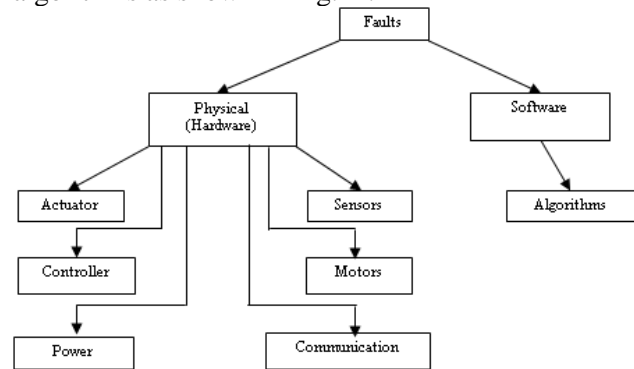 Faults
Physical
(Hardware)
Software
Actuator
Sensors
Algorithms
Controller
Motors
Power
Communication